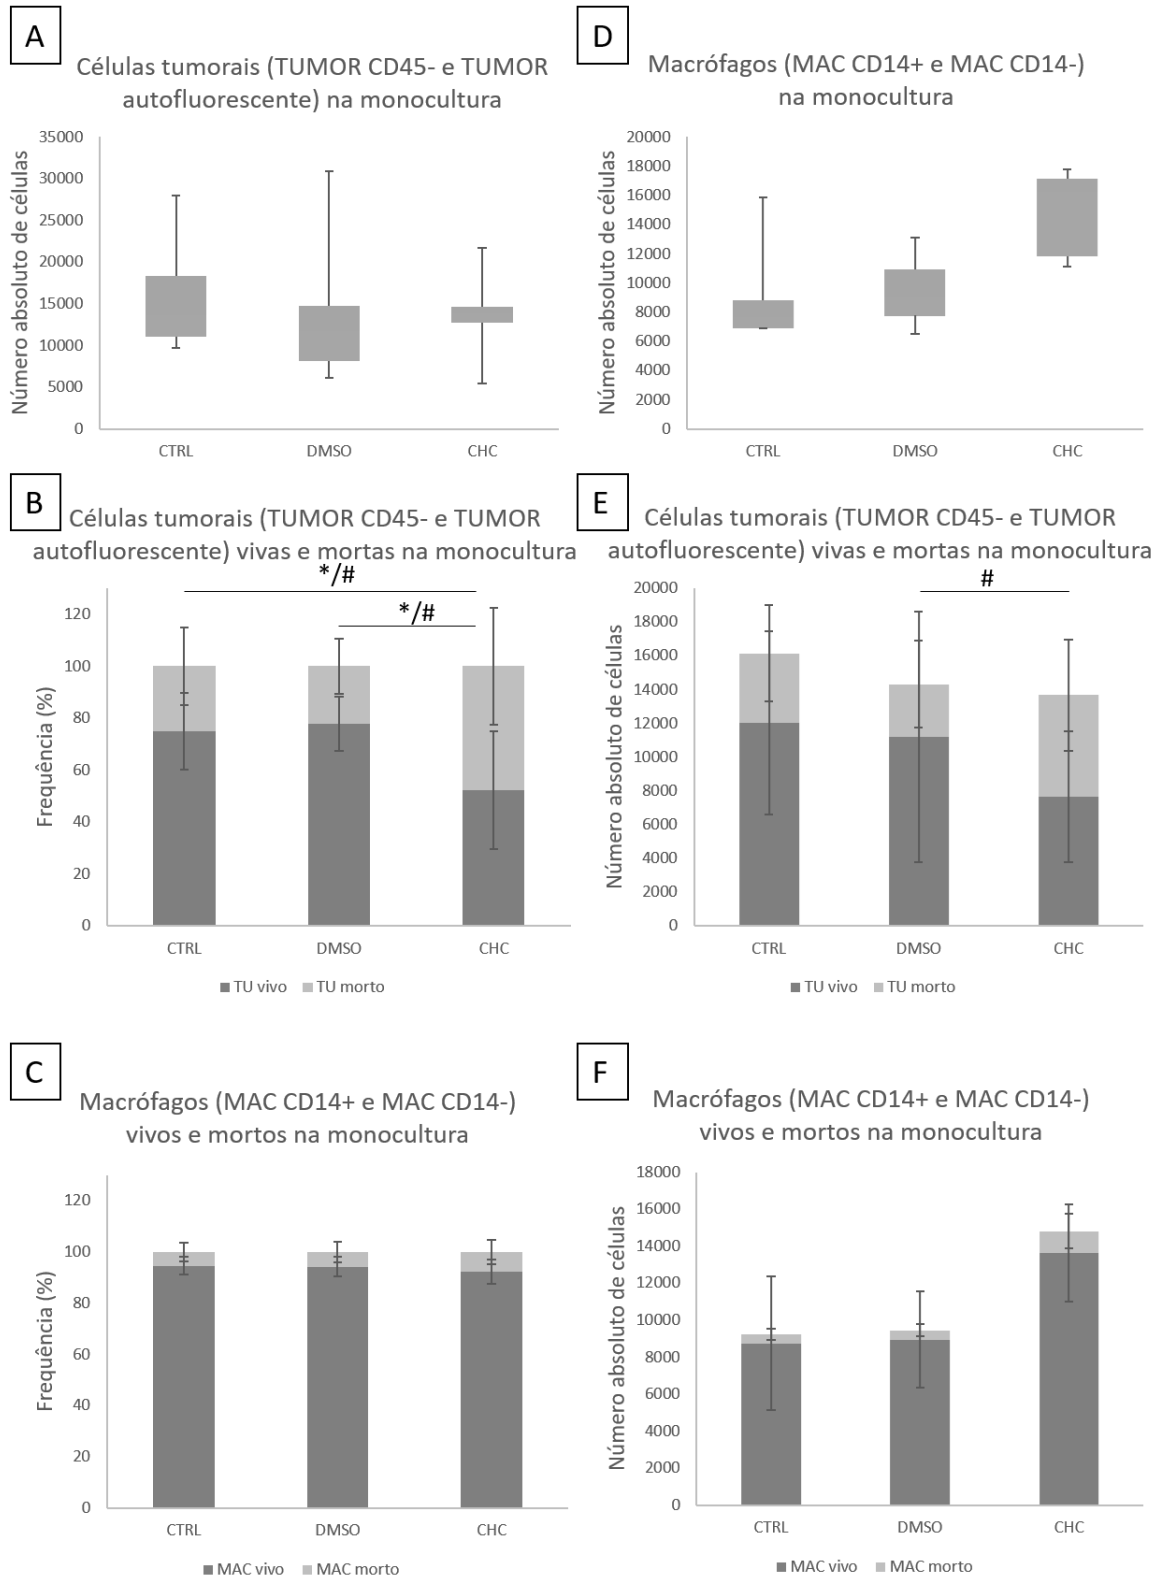 A
Células tumorais (TUMOR CD45- e TUMOR
autofluorescente) na monocultura
Número absoluto de células
35000
30000
25000
20000
15000
10000
5000
0
CTRL DMSO CHC
D
Macrófagos (MAC CD14+ e MAC CD14-)
na monocultura
Número absoluto de células
20000
18000
16000
14000
12000
10000
8000
6000
4000
2000
0
CTRL DMSO CHC
B
Células tumorais (TUMOR CD45- e TUMOR
autofluorescente) vivas e mortas na monocultura
*/#
*/#
Frequência (%)
120
100
80
60
40
20
0
CTRL DMSO CHC
TU vivo TU morto
E
Células tumorais (TUMOR CD45- e TUMOR
autofluorescente) vivas e mortas na monocultura
#
Número absoluto de células
20000
18000
16000
14000
12000
10000
8000
6000
4000
2000
0
CTRL DMSO CHC
TU vivo TU morto
C
Macrófagos (MAC CD14+ e MAC CD14-)
vivos e mortos na monocultura
Frequência (%)
120
100
80
60
40
20
0
CTRL DMSO CHC
MAC vivo MAC morto
F
Macrófagos (MAC CD14+ e MAC CD14-)
vivos e mortos na monocultura
Número absoluto de células
18000
16000
14000
12000
10000
8000
6000
4000
2000
0
CTRL DMSO CHC
MAC vivo MAC morto